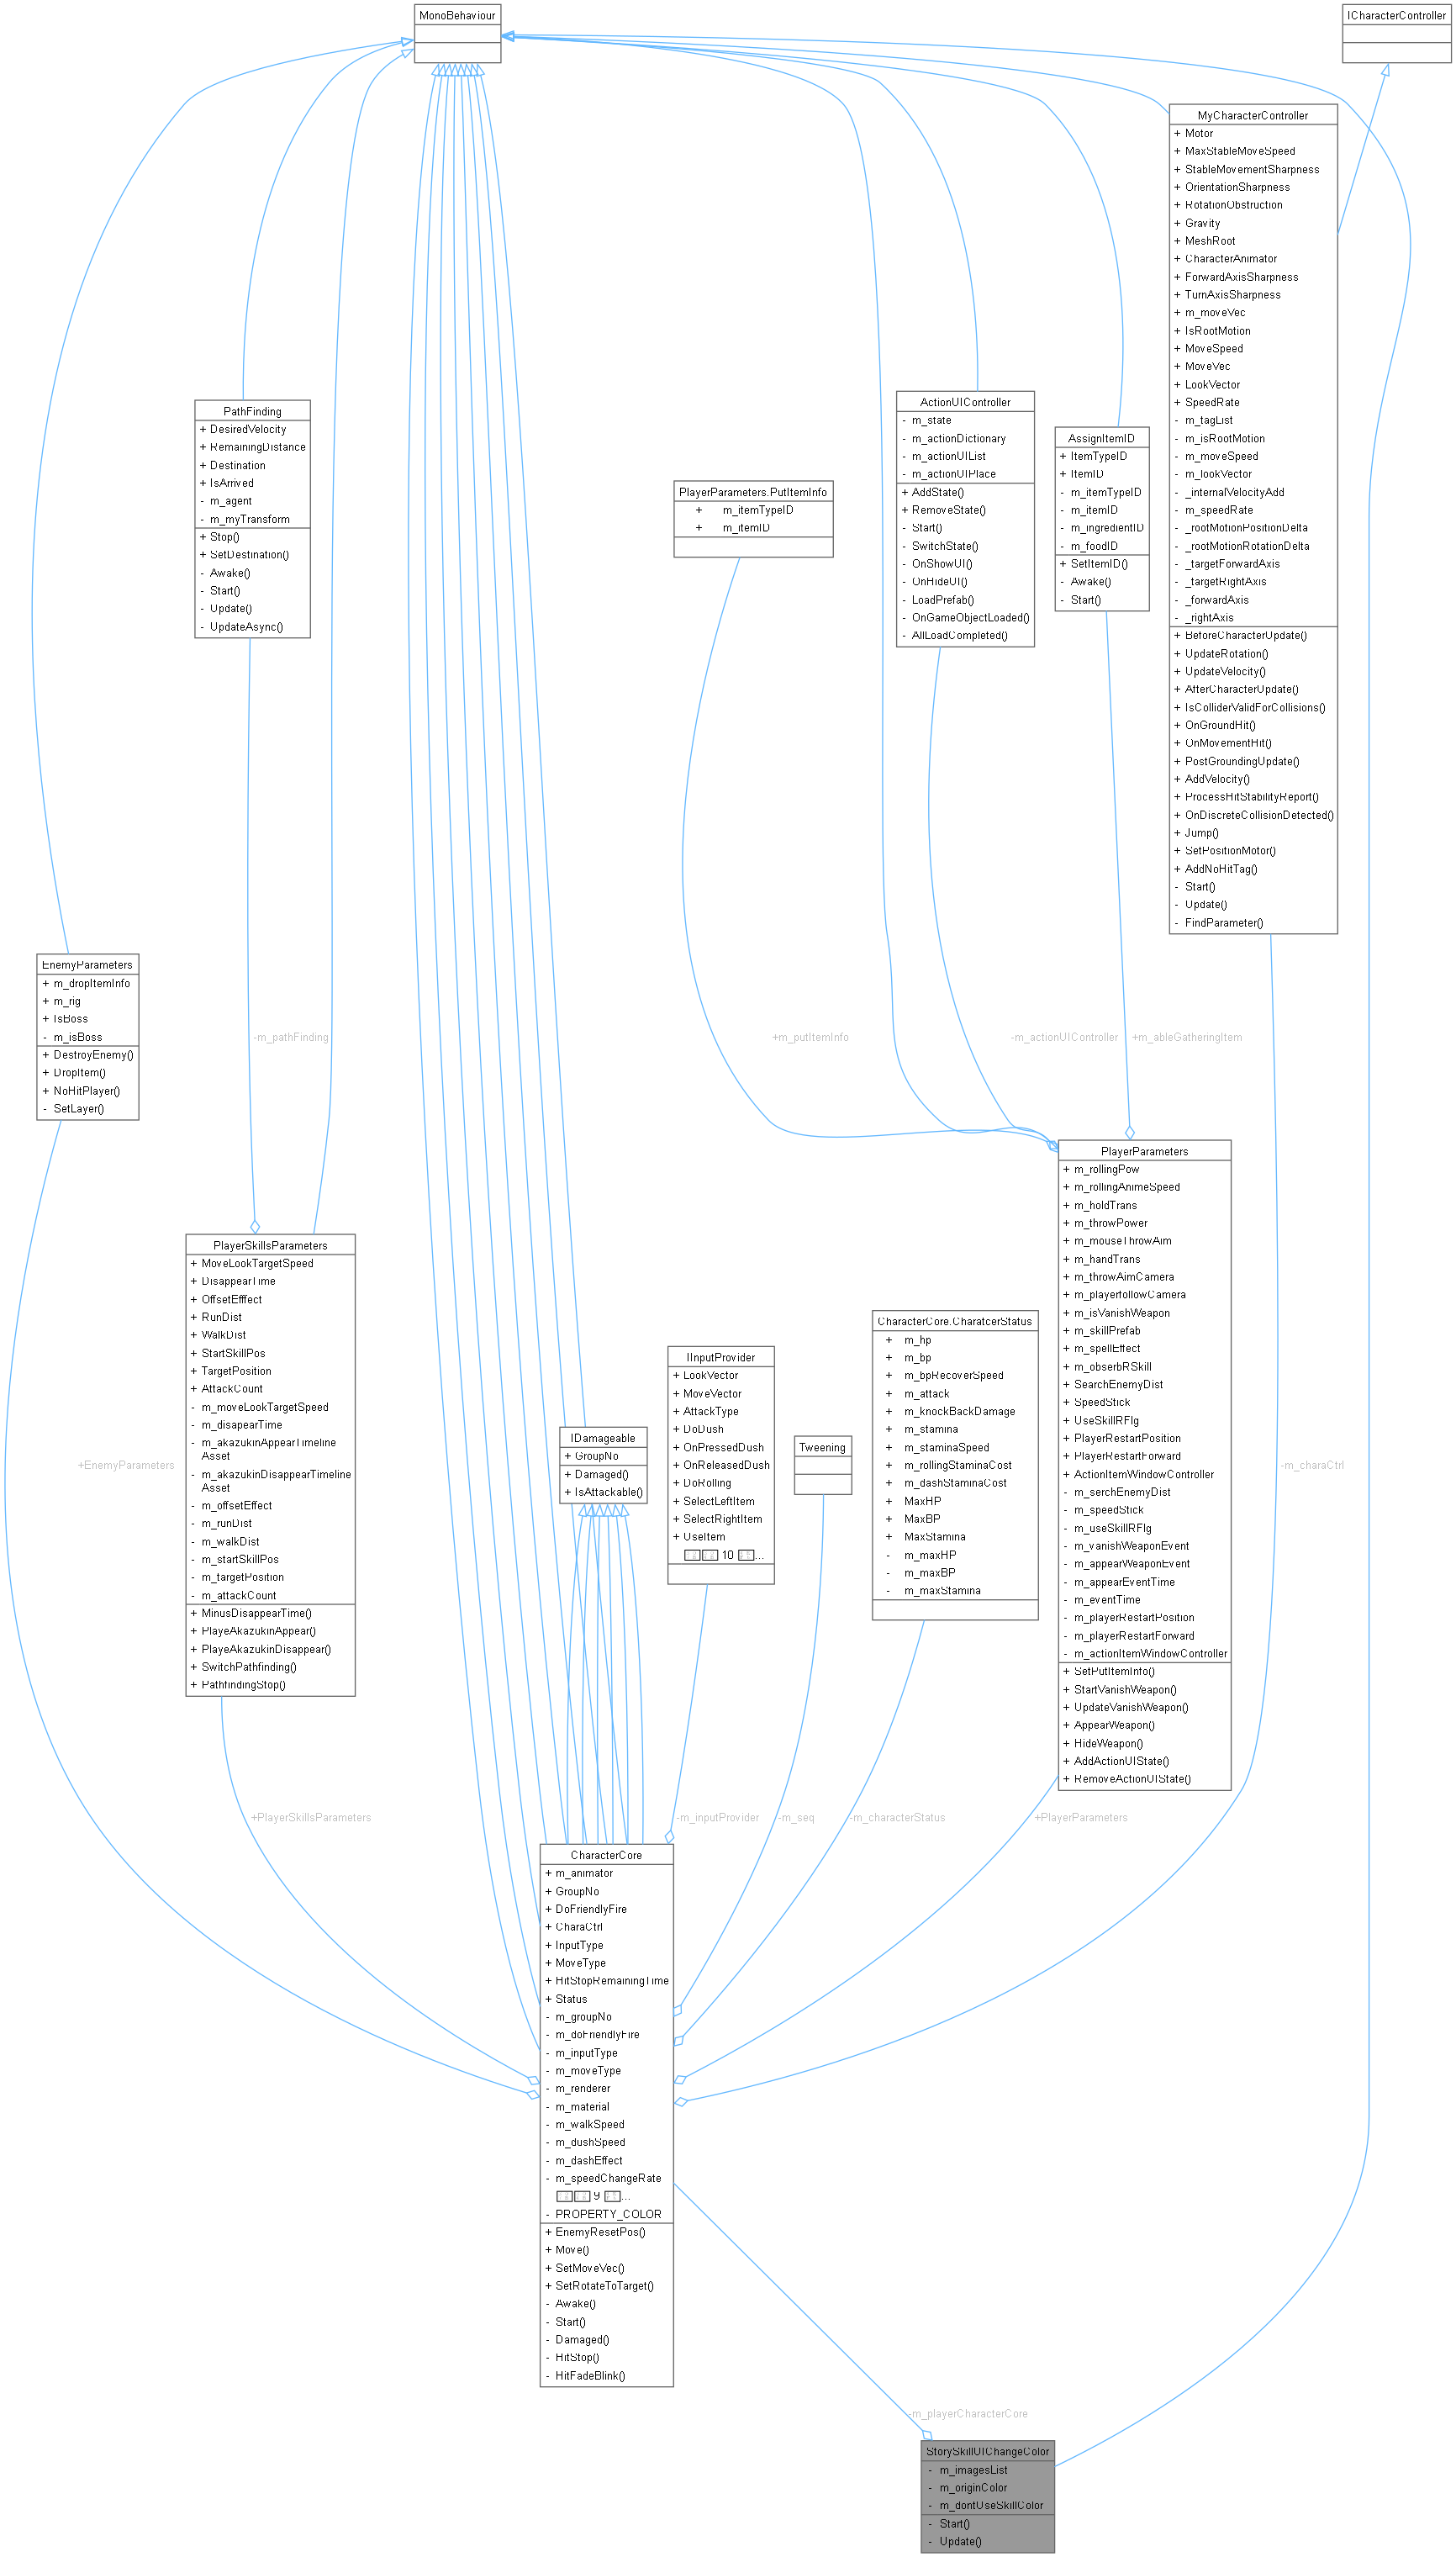 MonoBehaviour
ICharacterController
MyCharacterController
+ Motor
+ MaxStableMoveSpeed
+ StableMovementSharpness
+ OrientationSharpness
+ RotationObstruction
+ Gravity
+ MeshRoot
+ CharacterAnimator
+ ForwardAxisSharpness
+ TurnAxisSharpness
+ m_moveVec
+ IsRootMotion
+ MoveSpeed
+ MoveVec
+ LookVector
+ SpeedRate
- m_tagList
- m_isRootMotion
- m_moveSpeed
- m_lookVector
- _internalVelocityAdd
- m_speedRate
- _rootMotionPositionDelta
- _rootMotionRotationDelta
- _targetForwardAxis
- _targetRightAxis
- _forwardAxis
- _rightAxis
+ BeforeCharacterUpdate()
+ UpdateRotation()
+ UpdateVelocity()
+ AfterCharacterUpdate()
+ IsColliderValidForCollisions()
+ OnGroundHit()
+ OnMovementHit()
+ PostGroundingUpdate()
+ AddVelocity()
+ ProcessHitStabilityReport()
+ OnDiscreteCollisionDetected()
+ Jump()
+ SetPositionMotor()
+ AddNoHitTag()
- Start()
- Update()
- FindParameter()
PathFinding
+ DesiredVelocity
+ RemainingDistance
+ Destination
+ IsArrived
- m_agent
- m_myTransform
+ Stop()
+ SetDestination()
- Awake()
- Start()
- Update()
- UpdateAsync()
ActionUIController
- m_state
- m_actionDictionary
- m_actionUIList
- m_actionUIPlace
+ AddState()
+ RemoveState()
- Start()
- SwitchState()
- OnShowUI()
- OnHideUI()
- LoadPrefab()
- OnGameObjectLoaded()
- AllLoadCompleted()
AssignItemID
+ ItemTypeID
+ ItemID
- m_itemTypeID
- m_itemID
- m_ingredientID
- m_foodID
+ SetItemID()
- Awake()
- Start()
PlayerParameters.PutItemInfo
+ m_itemTypeID
+ m_itemID
EnemyParameters
+ m_dropItemInfo
+ m_rig
+ IsBoss
- m_isBoss
+ DestroyEnemy()
+ DropItem()
+ NoHitPlayer()
- SetLayer()
-m_pathFinding
+m_putItemInfo
-m_actionUIController
+m_ableGatheringItem
PlayerParameters
+ m_rollingPow
+ m_rollingAnimeSpeed
+ m_holdTrans
+ m_throwPower
+ m_mouseThrowAim
+ m_handTrans
+ m_throwAimCamera
+ m_playerfollowCamera
+ m_isVanishWeapon
+ m_skillPrefab
+ m_spellEffect
+ m_obserbRSkill
+ SearchEnemyDist
+ SpeedStick
+ UseSkillRFlg
+ PlayerRestartPosition
+ PlayerRestartForward
+ ActionItemWindowController
- m_serchEnemyDist
- m_speedStick
- m_useSkillRFlg
- m_vanishWeaponEvent
- m_appearWeaponEvent
- m_appearEventTime
- m_eventTime
- m_playerRestartPosition
- m_playerRestartForward
- m_actionItemWindowController
+ SetPutItemInfo()
+ StartVanishWeapon()
+ UpdateVanishWeapon()
+ AppearWeapon()
+ HideWeapon()
+ AddActionUIState()
+ RemoveActionUIState()
PlayerSkillsParameters
+ MoveLookTargetSpeed
+ DisappearTime
+ OffsetEfffect
+ RunDist
+ WalkDist
+ StartSkillPos
+ TargetPosition
+ AttackCount
- m_moveLookTargetSpeed
- m_disapearTime
- m_akazukinAppearTimeline
Asset
- m_akazukinDisappearTimeline
Asset
- m_offsetEffect
- m_runDist
- m_walkDist
- m_startSkillPos
- m_targetPosition
- m_attackCount
+ MinusDisappearTime()
+ PlayeAkazukinAppear()
+ PlayeAkazukinDisappear()
+ SwitchPathfinding()
+ PathfindingStop()
CharacterCore.CharatcerStatus
+ m_hp
+ m_bp
+ m_bpRecoverSpeed
+ m_attack
+ m_knockBackDamage
+ m_stamina
+ m_staminaSpeed
+ m_rollingStaminaCost
+ m_dashStaminaCost
+ MaxHP
+ MaxBP
+ MaxStamina
- m_maxHP
- m_maxBP
- m_maxStamina
IInputProvider
+ LookVector
+ MoveVector
+ AttackType
+ DoDush
+ OnPressedDush
+ OnReleasedDush
+ DoRolling
+ SelectLeftItem
+ SelectRightItem
+ UseItem
10 ...
IDamageable
+ GroupNo
+ Damaged()
+ IsAttackable()
Tweening
+EnemyParameters
-m_charaCtrl
+PlayerSkillsParameters
-m_inputProvider
-m_seq
-m_characterStatus
+PlayerParameters
CharacterCore
+ m_animator
+ GroupNo
+ DoFriendlyFire
+ CharaCtrl
+ InputType
+ MoveType
+ HitStopRemainingTime
+ Status
- m_groupNo
- m_doFriendlyFire
- m_inputType
- m_moveType
- m_renderer
- m_material
- m_walkSpeed
- m_dushSpeed
- m_dashEffect
- m_speedChangeRate
9 ...
- PROPERTY_COLOR
+ EnemyResetPos()
+ Move()
+ SetMoveVec()
+ SetRotateToTarget()
- Awake()
- Start()
- Damaged()
- HitStop()
- HitFadeBlink()
-m_playerCharacterCore
StorySkillUIChangeColor
- m_imagesList
- m_originColor
- m_dontUseSkillColor
- Start()
- Update()